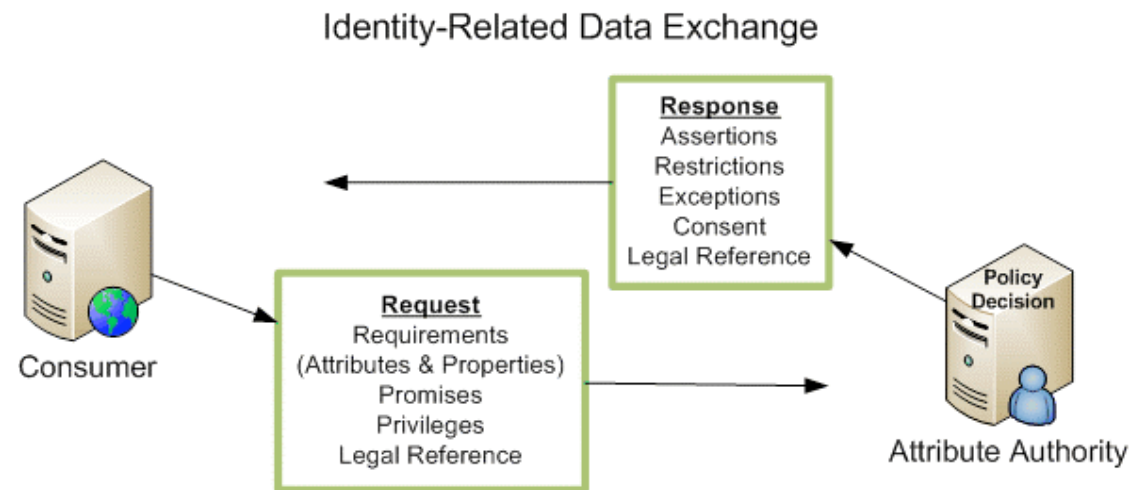 Identity-Related Data Exchange
Response
Assertions
Restrictions
Exceptions
Consent
Legal Reference
Consumer
Request
Requirements
(Attributes & Properties)
Promises
Privileges
Legal Reference
Policy
Decision
Attribute Authority